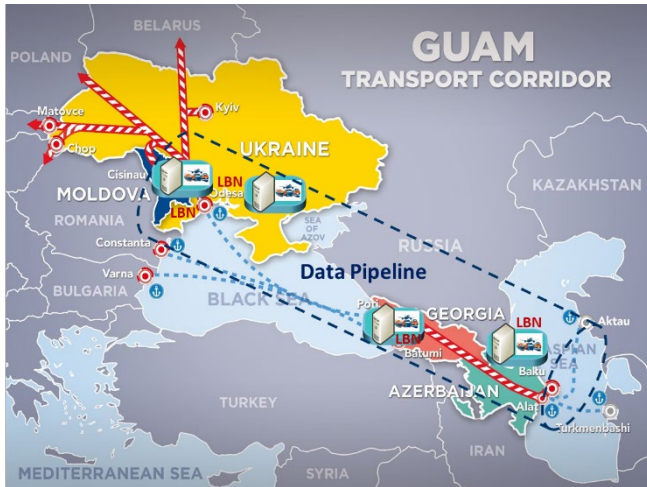 BELARUS
GUAM
TRANSPORT CORRIDOR
POLAND
Matovce
Kyiv
Chop
UKRAINE
Cisinau
KAZAKHSTAN
LBN
MOLDOVA
Odesa
LBN
ROMANIA
SEA OF AZOV
Constanta
RUSSIA
Data Pipeline
Varna
BLACK SEA
BULGARIA
Poti
GEORGIA
LBN
Aktau
LBN
Batumi
ASPIAN
SEA
Baku
AZERBAIJAN
Alat
TURKEY
Turkmenbashi
IRAN
MEDITERRANEAN SEA
SYRIA